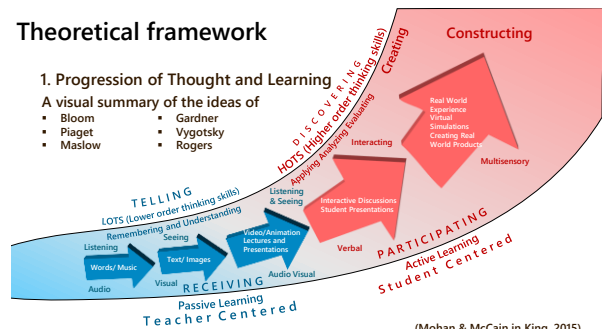 Theoretical framework
1. Progression of Thought and Learning
A visual summary of the ideas of
▪ Bloom
▪ Piaget
▪ Maslow
▪ Gardner
▪ Vygotsky
▪ Rogers
TELLING
LOTS (Lower order thinking skills)
Remembering and Understanding
Listening
Words/ Music
Audio
Seeing
Text/ Images
Visual
Listening
& Seeing
Video/Animation
Lectures and
Presentations
Audio Visual
RECEIVING
Passive Learning
Teacher Centered
DISCOVERING
HOTS (Higher order thinking skills)
Applying Analyzing Evaluating
Creating
Interacting
Interactive Discussions
Student Presentations
Verbal
Constructing
Real World
Experience
Virtual
Simulations
Creating Real
World Products
Multisensory
PARTICIPATING
Active Learning
Student Centered
(Mohan & McCain in King, 2015)